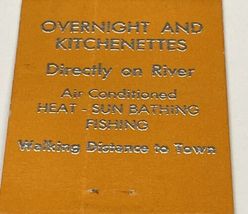 OVERNIGHT AND
KITCHENETTES
Directly on River
Air Conditioned
HEAT - SUN BATHING
FISHING
Walking Distance to Town